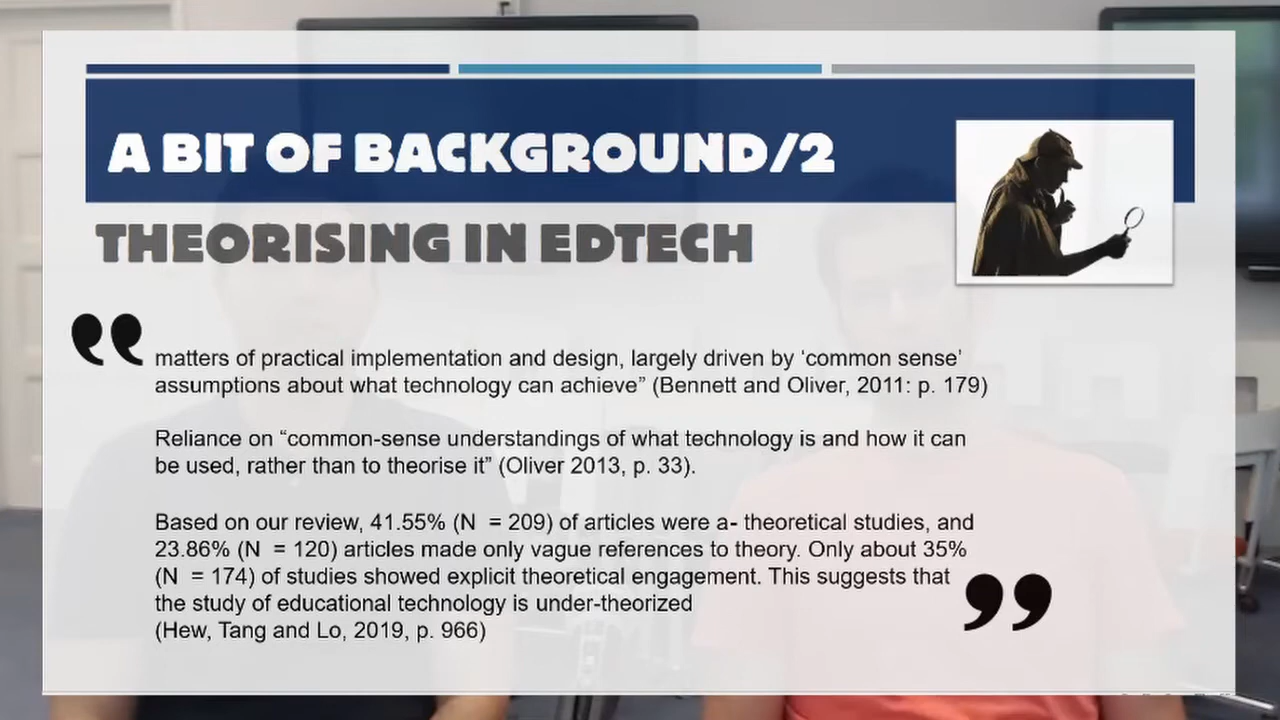 A BIT OF BACKGROUND/2
THEORISING IN EDTECH
matters of practical implementation and design, largely driven by ‘common sense’
assumptions about what technology can achieve” (Bennett and Oliver, 2011: p. 179)
Reliance on “common-sense understandings of what technology is and how it can
be used, rather than to theorise it” (Oliver 2013, p. 33).
Based on our review, 41.55% (N = 209) of articles were a- theoretical studies, and
23.86% (N = 120) articles made only vague references to theory. Only about 35%
(N = 174) of studies showed explicit theoretical engagement. This suggests that
the study of educational technology is under-theorized
(Hew, Tang and Lo, 2019, p. 966)